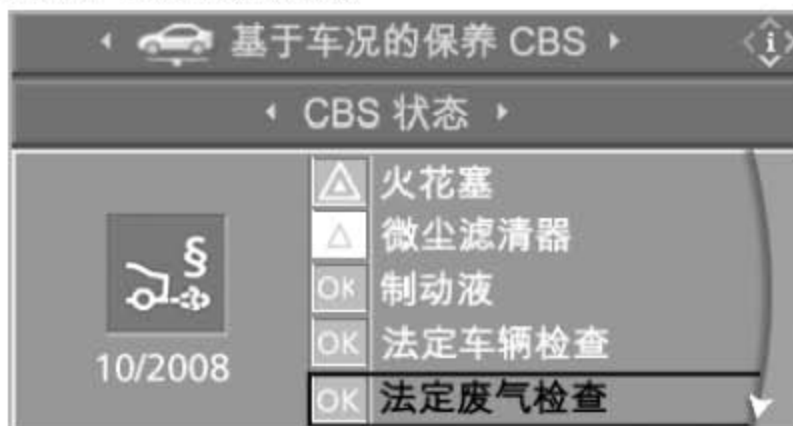 基于车况的保养 CBS
i
CBS 状态
火花塞
微尘滤清器
OK 制动液
OK 法定车辆检查
§
10/2008
OK 法定废气检查